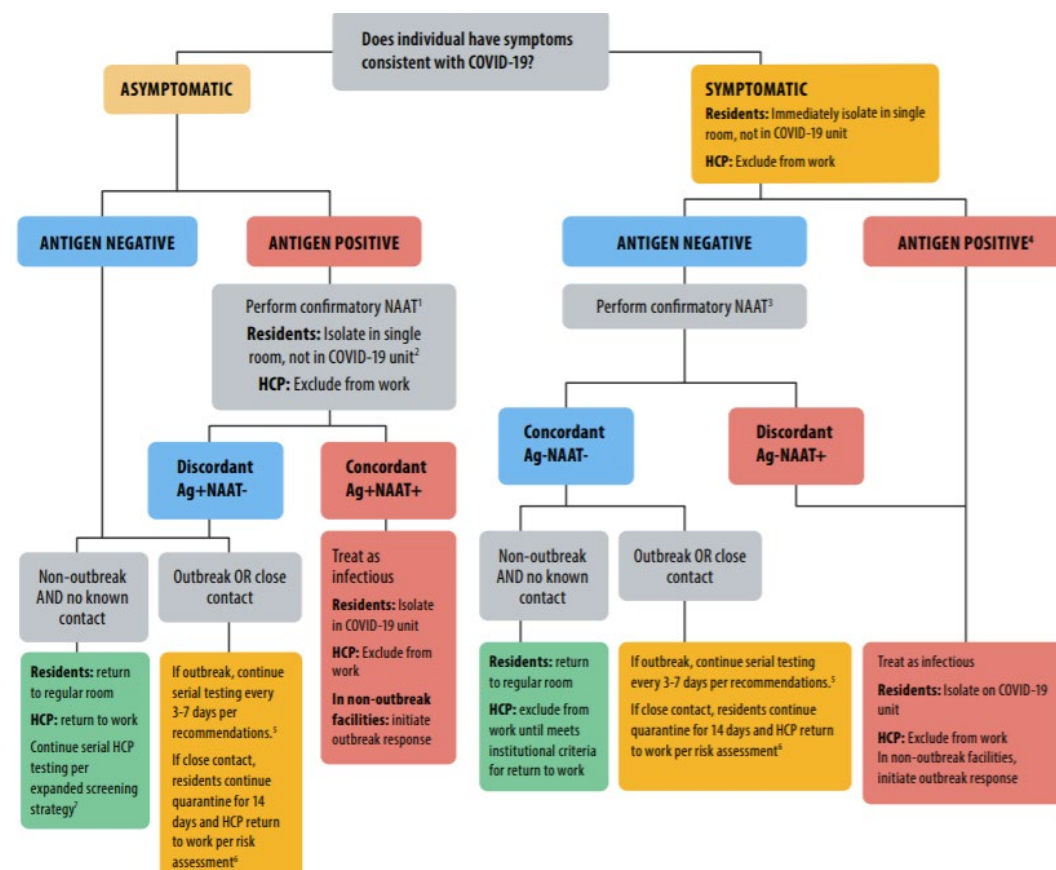 Does individual have symptoms
consistent with COVID-19?
ASYMPTOMATIC
SYMPTOMATIC
Residents: Immediately isolate in single
room, not in COVID-19 unit
HCP: Exclude from work
ANTIGEN NEGATIVE
ANTIGEN POSITIVE
ANTIGEN NEGATIVE
ANTIGEN POSITIVE⁴
Perform confirmatory NAAT¹
Residents: Isolate in single
room, not in COVID-19 unit²
HCP: Exclude from work
Perform confirmatory NAAT³
Discordant
Ag+NAAT-
Concordant
Ag+NAAT+
Concordant
Ag-NAAT-
Discordant
Ag-NAAT+
Non-outbreak
AND no known
contact
Outbreak OR close
contact
Treat as
infectious
Residents: Isolate
in COVID-19 unit
HCP: Exclude from
work
In non-outbreak
facilities: initiate
outbreak response
Non-outbreak
AND no known
contact
Outbreak OR close
contact
Residents: return
to regular room
HCP: return to work
Continue serial HCP
testing per
expanded screening
strategy⁷
If outbreak, continue
serial testing every
3-7 days per
recommendations.⁵
If close contact,
residents continue
quarantine for 14
days and HCP return
to work per risk
assessment⁶
Residents: return
to regular room
HCP: exclude from
work until meets
institutional criteria
for return to work
If outbreak, continue serial testing
every 3-7 days per recommendations.⁵
If close contact, residents continue
quarantine for 14 days and HCP return
to work per risk assessment⁶
Treat as infectious
Residents: Isolate on COVID-19
unit
HCP: Exclude from work
In non-outbreak facilities,
initiate outbreak response